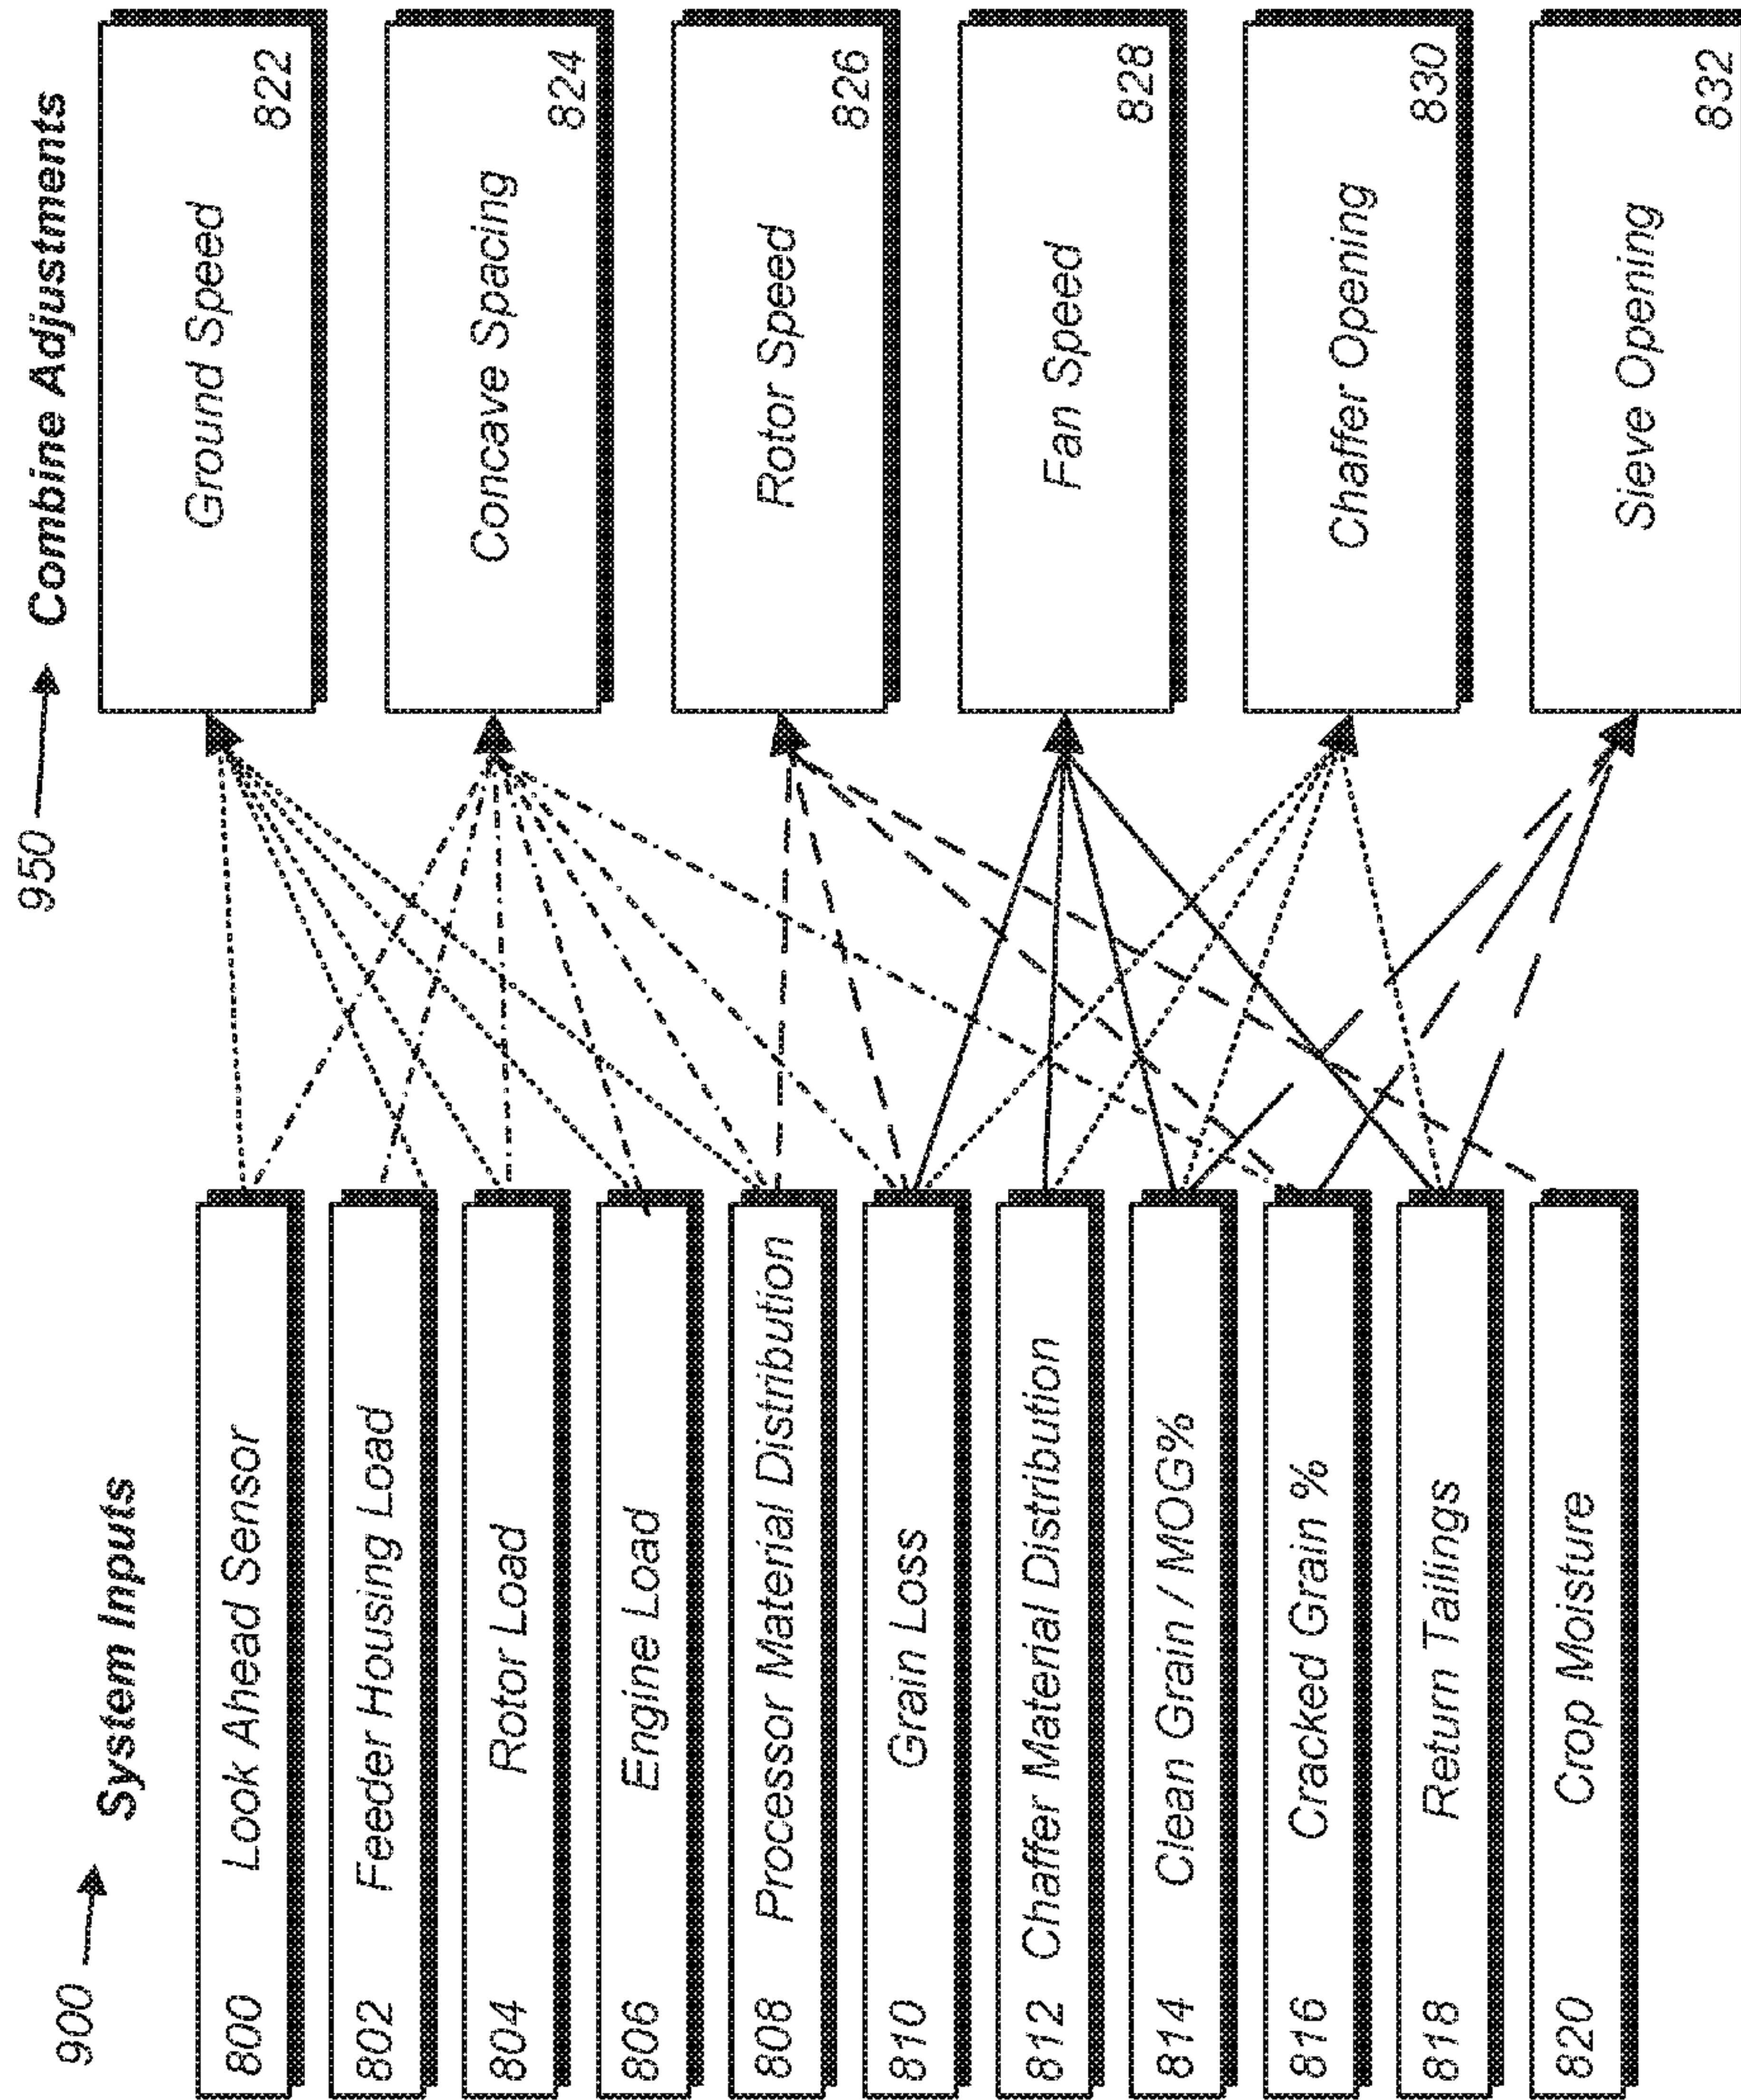 900
System Inputs
800 Look Ahead Sensor
802 Feeder Housing Load
804 Rotor Load
806 Engine Load
808 Processor Material Distribution
810 Grain Loss
812 Chaffer Material Distribution
814 Clean Grain / MOG%
816 Cracked Grain %
818 Return Tailings
820 Crop Moisture
950
Combine Adjustments
Ground Speed
822
Concave Spacing
824
Rotor Speed
826
Fan Speed
828
Chaffer Opening
830
Sieve Opening
832